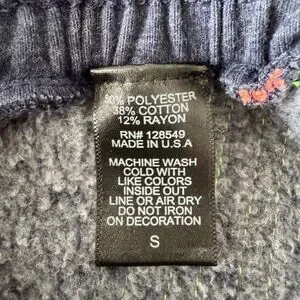 50% POLYESTER
38% COTTON
12% RAYON
RN# 128549
MADE IN U.S.A
MACHINE WASH
COLD WITH
LIKE COLORS
INSIDE OUT
LINE OR AIR DRY
DO NOT IRON
ON DECORATION
S